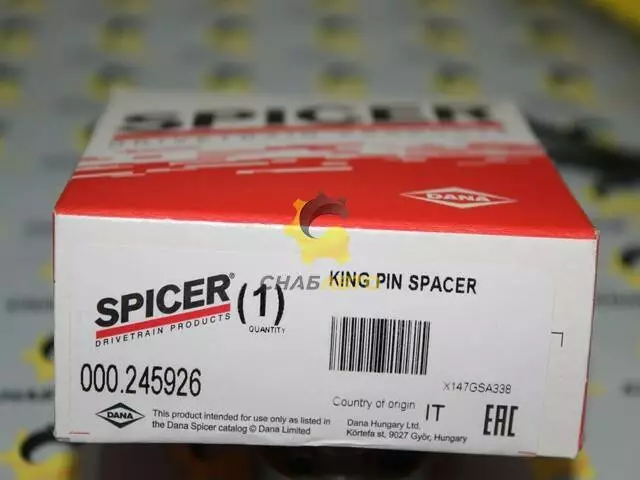 SPICER
DANA
KING PIN SPACER
SPICER®
(1)
DRIVETRAIN PRODUCTS
QUANTITY
000.245926
X147GSA338
Country of origin IT
EAC
DANA
This product intended for use only as listed in
the Dana Spicer catalog © Dana Limited
Dana Hungary Ltd.
Körtefa st, 9027 Győr, Hungary